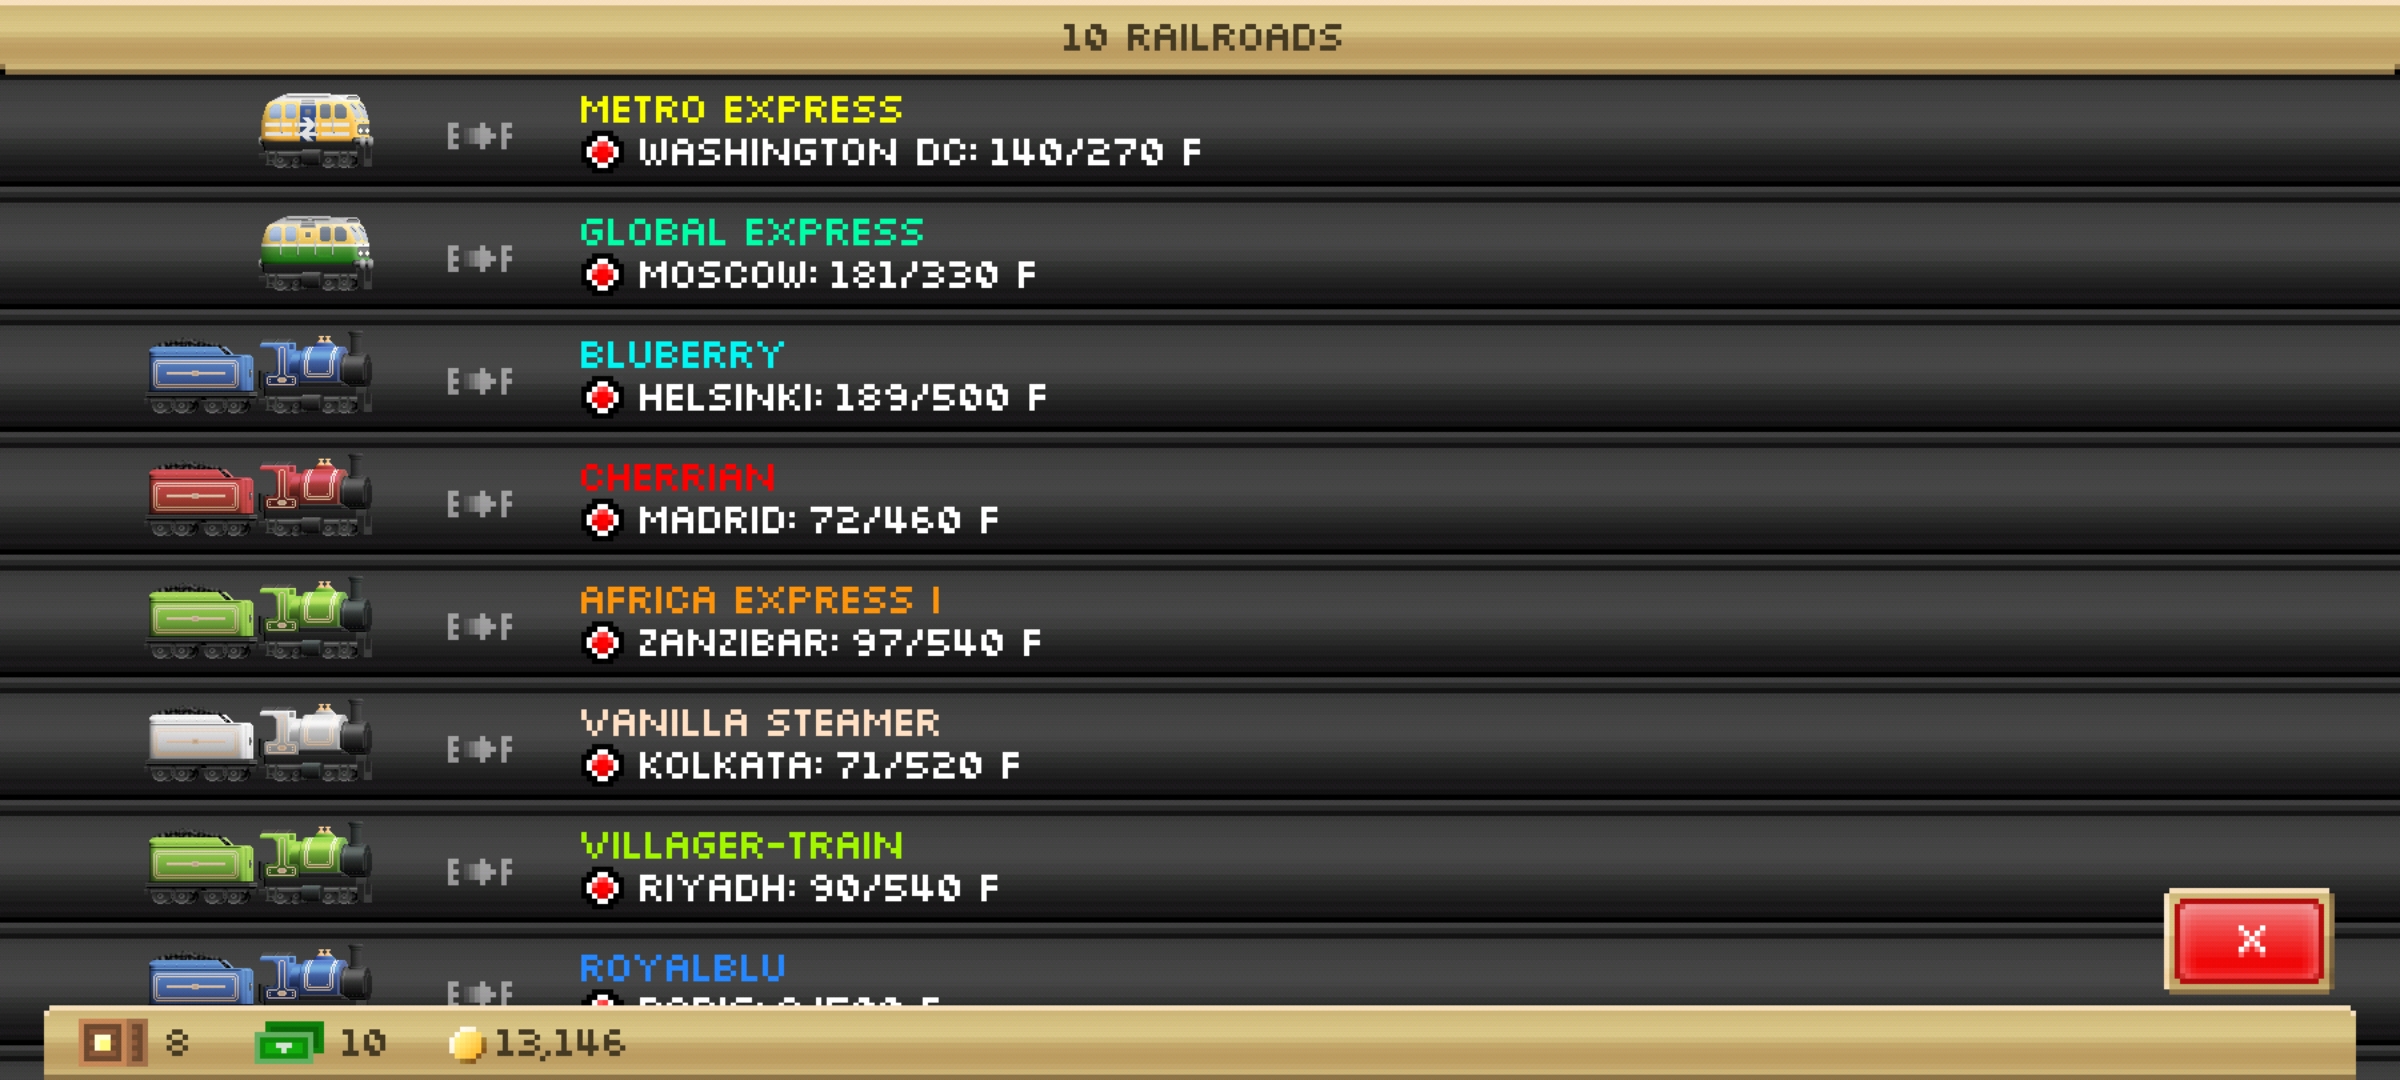 10 RAILROADS
METRO EXPRESS
E F
WASHINGTON DC: 140/270 F
GLOBAL EXPRESS
E F
MOSCOW: 181/330 F
BLUBERRY
E F
HELSINKI: 189/500 F
CHERRIAN
E F
MADRID: 72/460 F
AFRICA EXPRESS I
E F
ZANZIBAR: 97/540 F
VANILLA STEAMER
E F
KOLKATA: 71/520 F
VILLAGER-TRAIN
E F
RIYADH: 90/540 F
X
ROYALBLU
E F
8 10 13,146